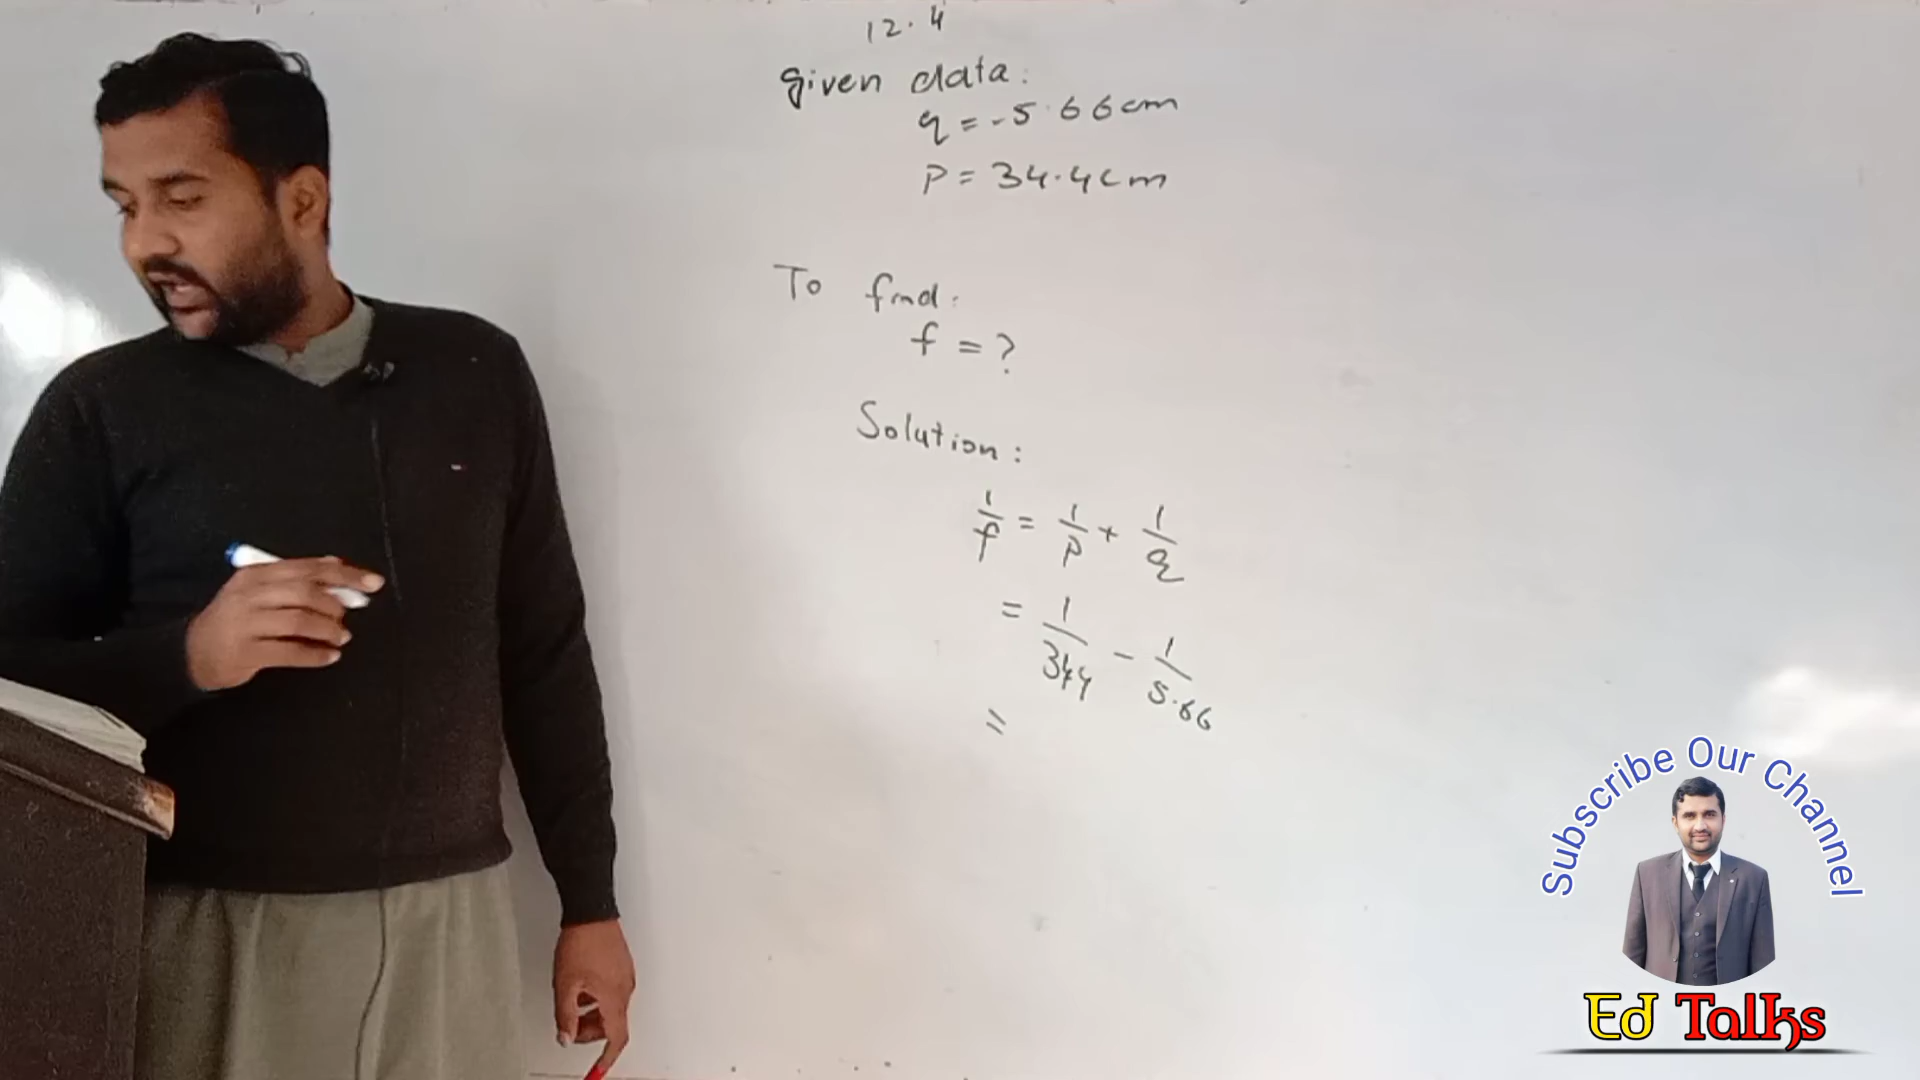 12.4
given data:
q = -5.66 cm
P = 34.4 cm
To find:
f = ?
Solution:
1/f = 1/p + 1/q
= 1/34.4 - 1/5.66
=
Subscribe Our Channel
Ed Talks